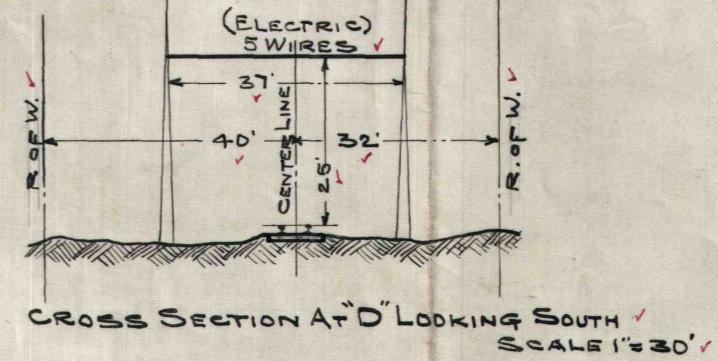 (ELECTRIC)
5 WIRES
37'
R. OF W.
40'
CENTER LINE
32'
25'
R. OF W.
CROSS SECTION AT "D" LOOKING SOUTH
SCALE 1"=30'